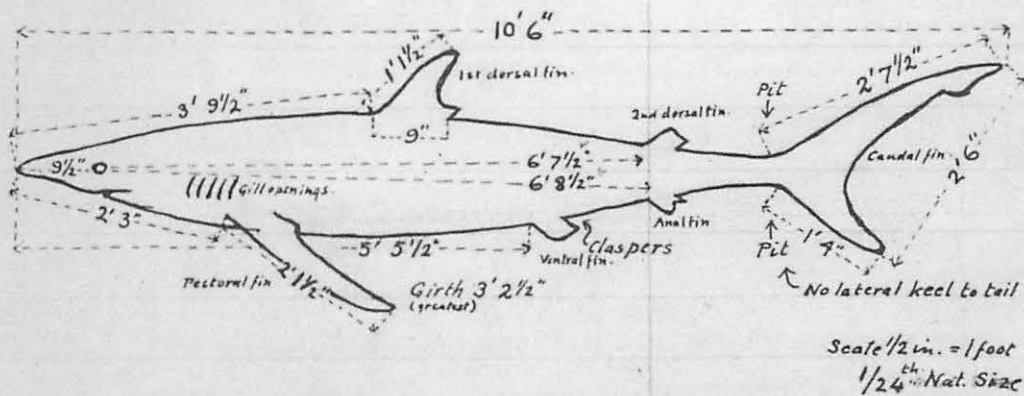 10' 6"
1' 1½"
1st dorsal fin.
2' 7½"
Pit
3' 9½"
9"
2nd dorsal fin.
9½"
6' 7½"
6' 8½"
Caudal fin.
2' 6"
Gill openings.
2' 3"
5' 5½"
Claspers
Ventral fin.
Anal fin
Pit
1' 4"
Pectoral fin
2' 1½"
Girth 3' 2½"
(greatest)
No lateral keel to tail
Scale ½ in. = 1 foot
1/24th Nat. Size